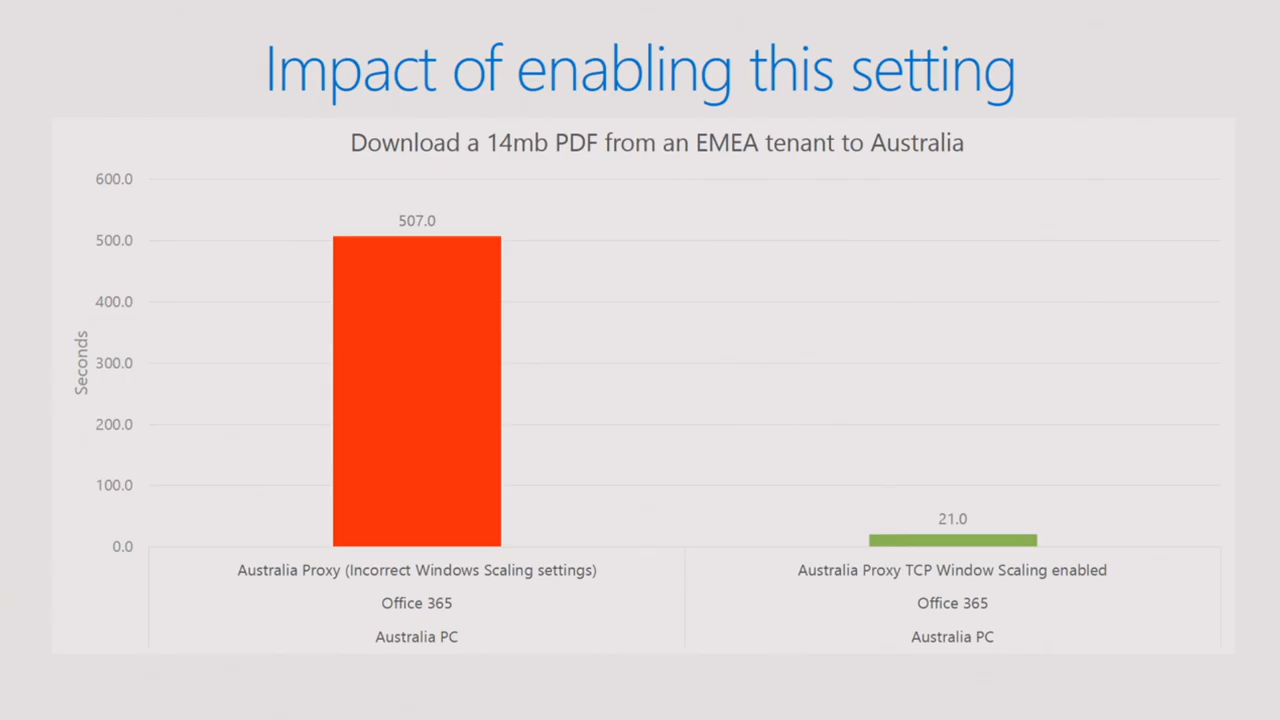 Impact of enabling this setting
Download a 14mb PDF from an EMEA tenant to Australia
600.0
507.0
500.0
400.0
Seconds
300.0
200.0
100.0
21.0
0.0
Australia Proxy (Incorrect Windows Scaling settings)
Australia Proxy TCP Window Scaling enabled
Office 365
Office 365
Australia PC
Australia PC